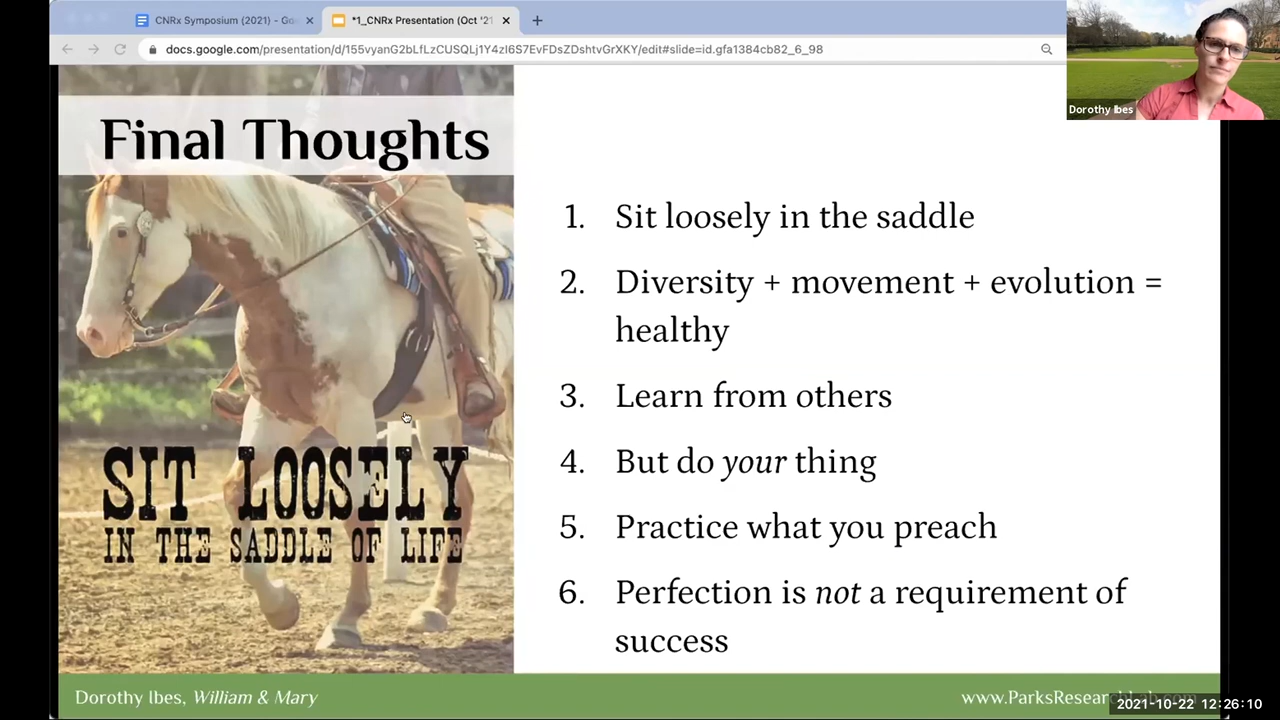 CNRx Symposium (2021) - Go
*1_CNRx Presentation (Oct '21
docs.google.com/presentation/d/155vyanG2bLfLzCUSQLj1Y4zI6S7EvFDsZDshtvGrXKY/edit#slide=id.gfa1384cb82_6_98
Dorothy Ibes
Final Thoughts
SIT LOOSELY
IN THE SADDLE OF LIFE
1. Sit loosely in the saddle
2. Diversity + movement + evolution =
healthy
3. Learn from others
4. But do your thing
5. Practice what you preach
6. Perfection is not a requirement of
success
Dorothy Ibes, William & Mary
www.ParksResearchLab.com
2021-10-22 12:26:10